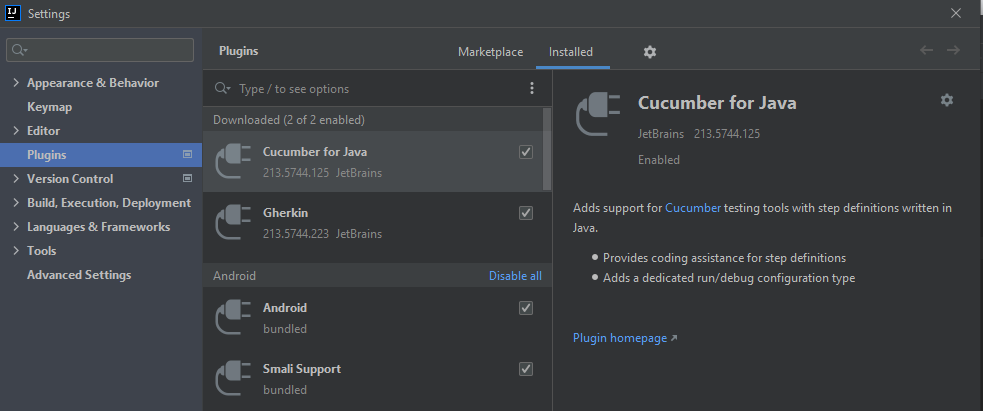 IJ Settings
Plugins Marketplace Installed
Appearance & Behavior
Keymap
Editor
Plugins
Version Control
Build, Execution, Deployment
Languages & Frameworks
Tools
Advanced Settings
Type / to see options
Downloaded (2 of 2 enabled)
Cucumber for Java
213.5744.125 JetBrains
Gherkin
213.5744.223 JetBrains
Android Disable all
Android
bundled
Smali Support
bundled
Cucumber for Java
JetBrains 213.5744.125
Enabled
Adds support for Cucumber testing tools with step definitions written in
Java.
Provides coding assistance for step definitions
Adds a dedicated run/debug configuration type
Plugin homepage